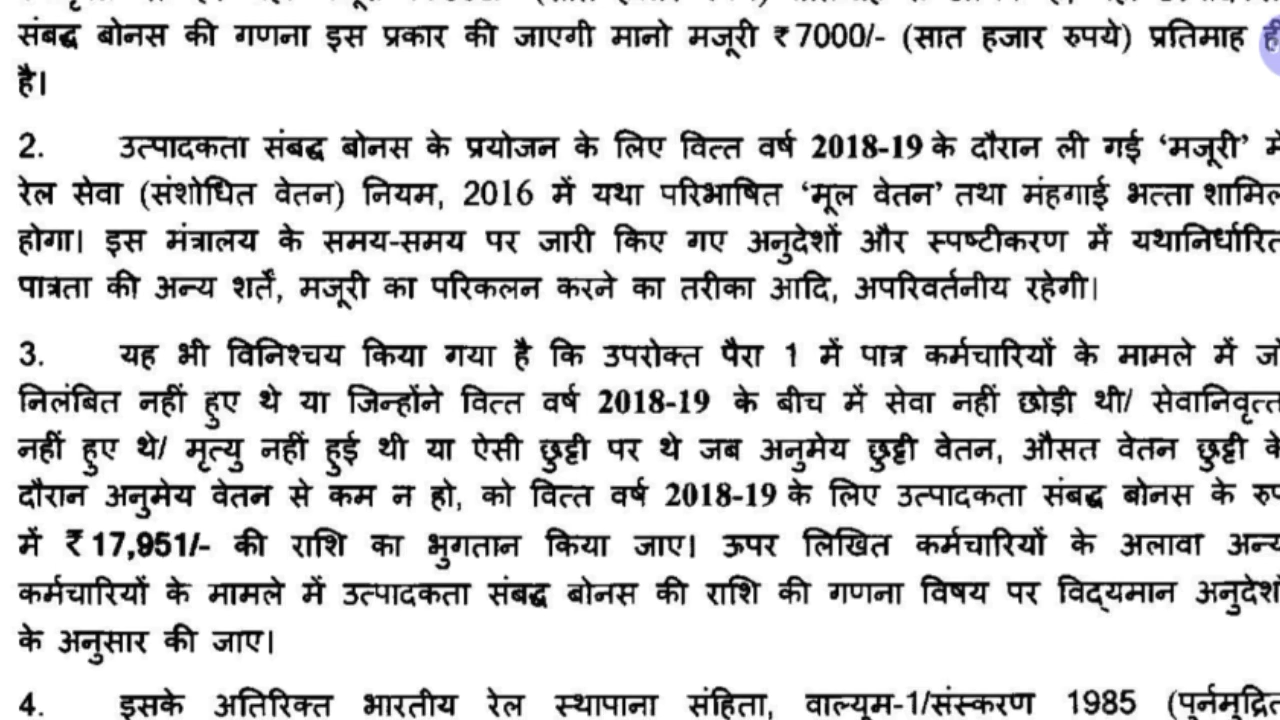 संबद्ध बोनस की गणना इस प्रकार की जाएगी मानो मजूरी ₹7000/- (सात हजार रुपये) प्रतिमाह ही
है।
2. उत्पादकता संबद्ध बोनस के प्रयोजन के लिए वित्त वर्ष 2018-19 के दौरान ली गई ‘मजूरी’ में
रेल सेवा (संशोधित वेतन) नियम, 2016 में यथा परिभाषित ‘मूल वेतन’ तथा मंहगाई भत्ता शामिल
होगा। इस मंत्रालय के समय-समय पर जारी किए गए अनुदेशों और स्पष्टीकरण में यथानिर्धारित
पात्रता की अन्य शर्तें, मजूरी का परिकलन करने का तरीका आदि, अपरिवर्तनीय रहेगी।
3. यह भी विनिश्चय किया गया है कि उपरोक्त पैरा 1 में पात्र कर्मचारियों के मामले में जो
निलंबित नहीं हुए थे या जिन्होंने वित्त वर्ष 2018-19 के बीच में सेवा नहीं छोड़ी थी/ सेवानिवृत्त
नहीं हुए थे/ मृत्यु नहीं हुई थी या ऐसी छुट्टी पर थे जब अनुमेय छुट्टी वेतन, औसत वेतन छुट्टी के
दौरान अनुमेय वेतन से कम न हो, को वित्त वर्ष 2018-19 के लिए उत्पादकता संबद्ध बोनस के रुप
में ₹ 17,951/- की राशि का भुगतान किया जाए। ऊपर लिखित कर्मचारियों के अलावा अन्य
कर्मचारियों के मामले में उत्पादकता संबद्ध बोनस की राशि की गणना विषय पर विद्यमान अनुदेशों
के अनुसार की जाए।
4. इसके अतिरिक्त भारतीय रेल स्थापाना संहिता, वाल्यूम-1/संस्करण 1985 (पुर्नमुद्रित